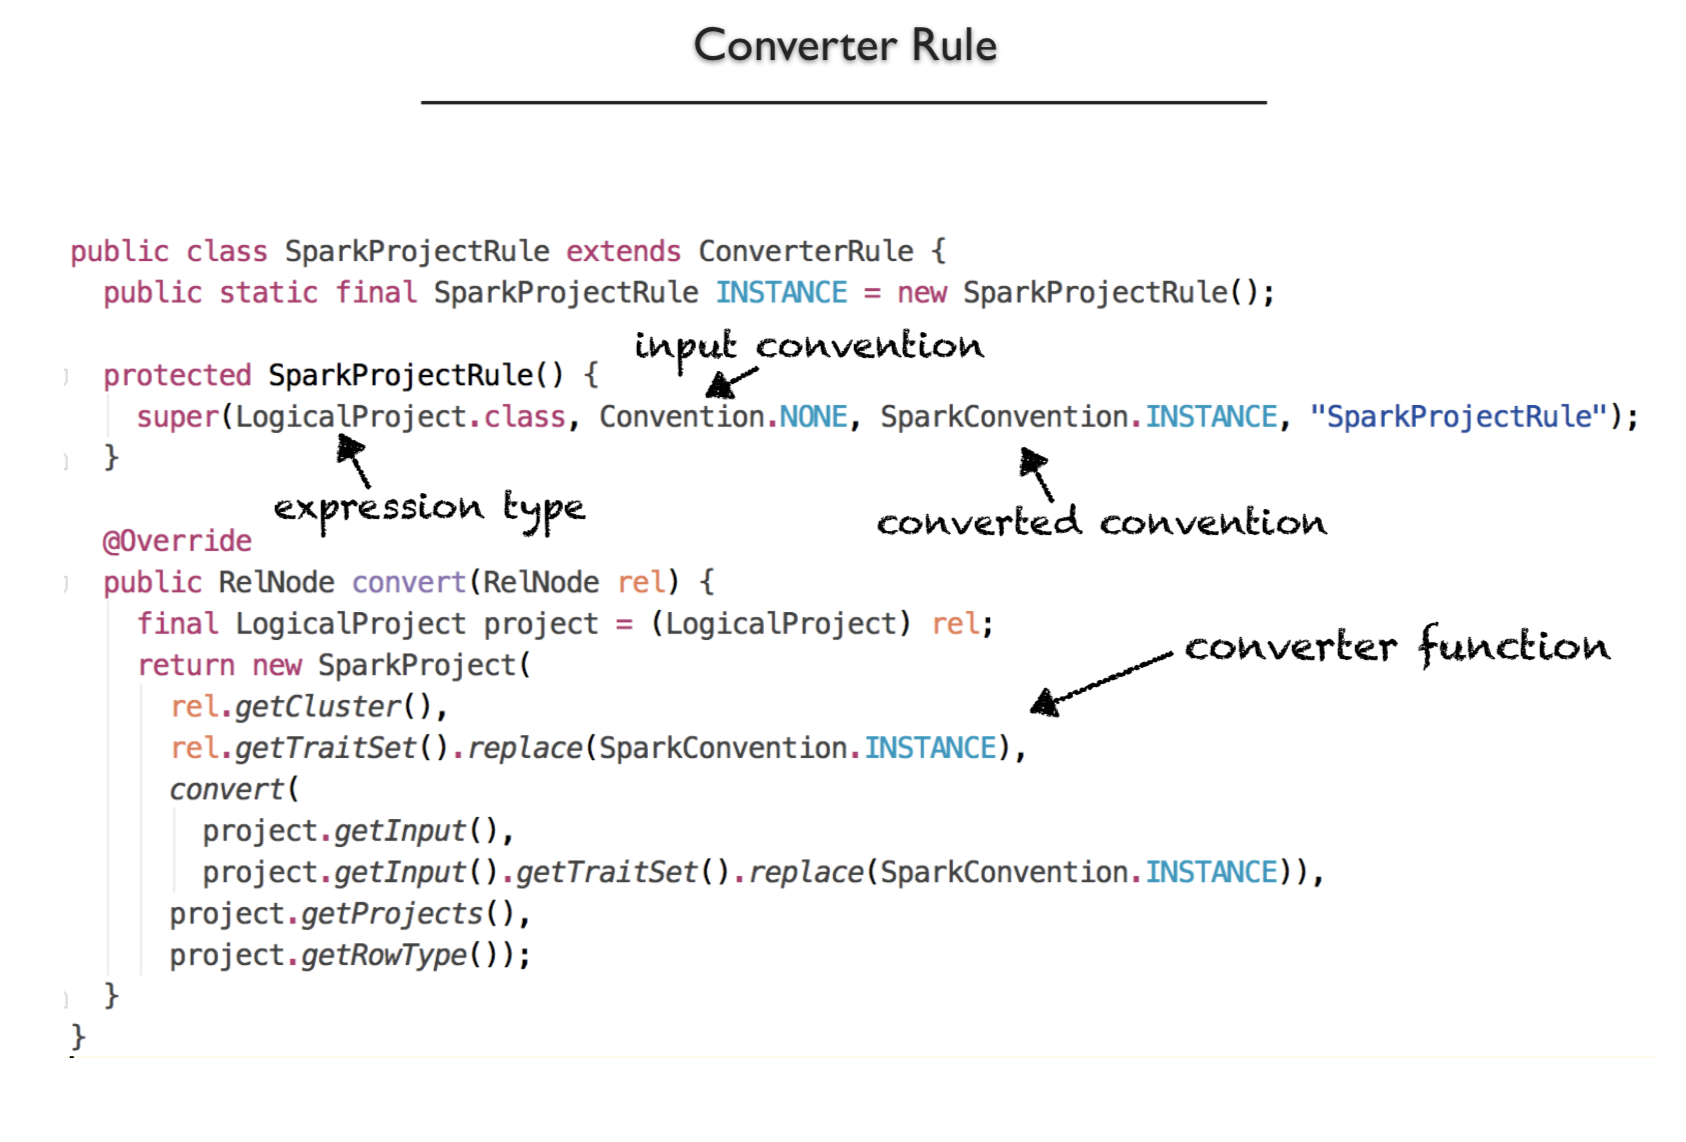 Converter Rule
public class SparkProjectRule extends ConverterRule {
public static final SparkProjectRule INSTANCE = new SparkProjectRule();
input convention
protected SparkProjectRule() {
super(LogicalProject.class, Convention.NONE, SparkConvention.INSTANCE, "SparkProjectRule");
}
expression type
converted convention
@Override
public RelNode convert(RelNode rel) {
final LogicalProject project = (LogicalProject) rel;
converter function
return new SparkProject(
rel.getCluster(),
rel.getTraitSet().replace(SparkConvention.INSTANCE),
convert(
project.getInput(),
project.getInput().getTraitSet().replace(SparkConvention.INSTANCE)),
project.getProjects(),
project.getRowType());
}
}